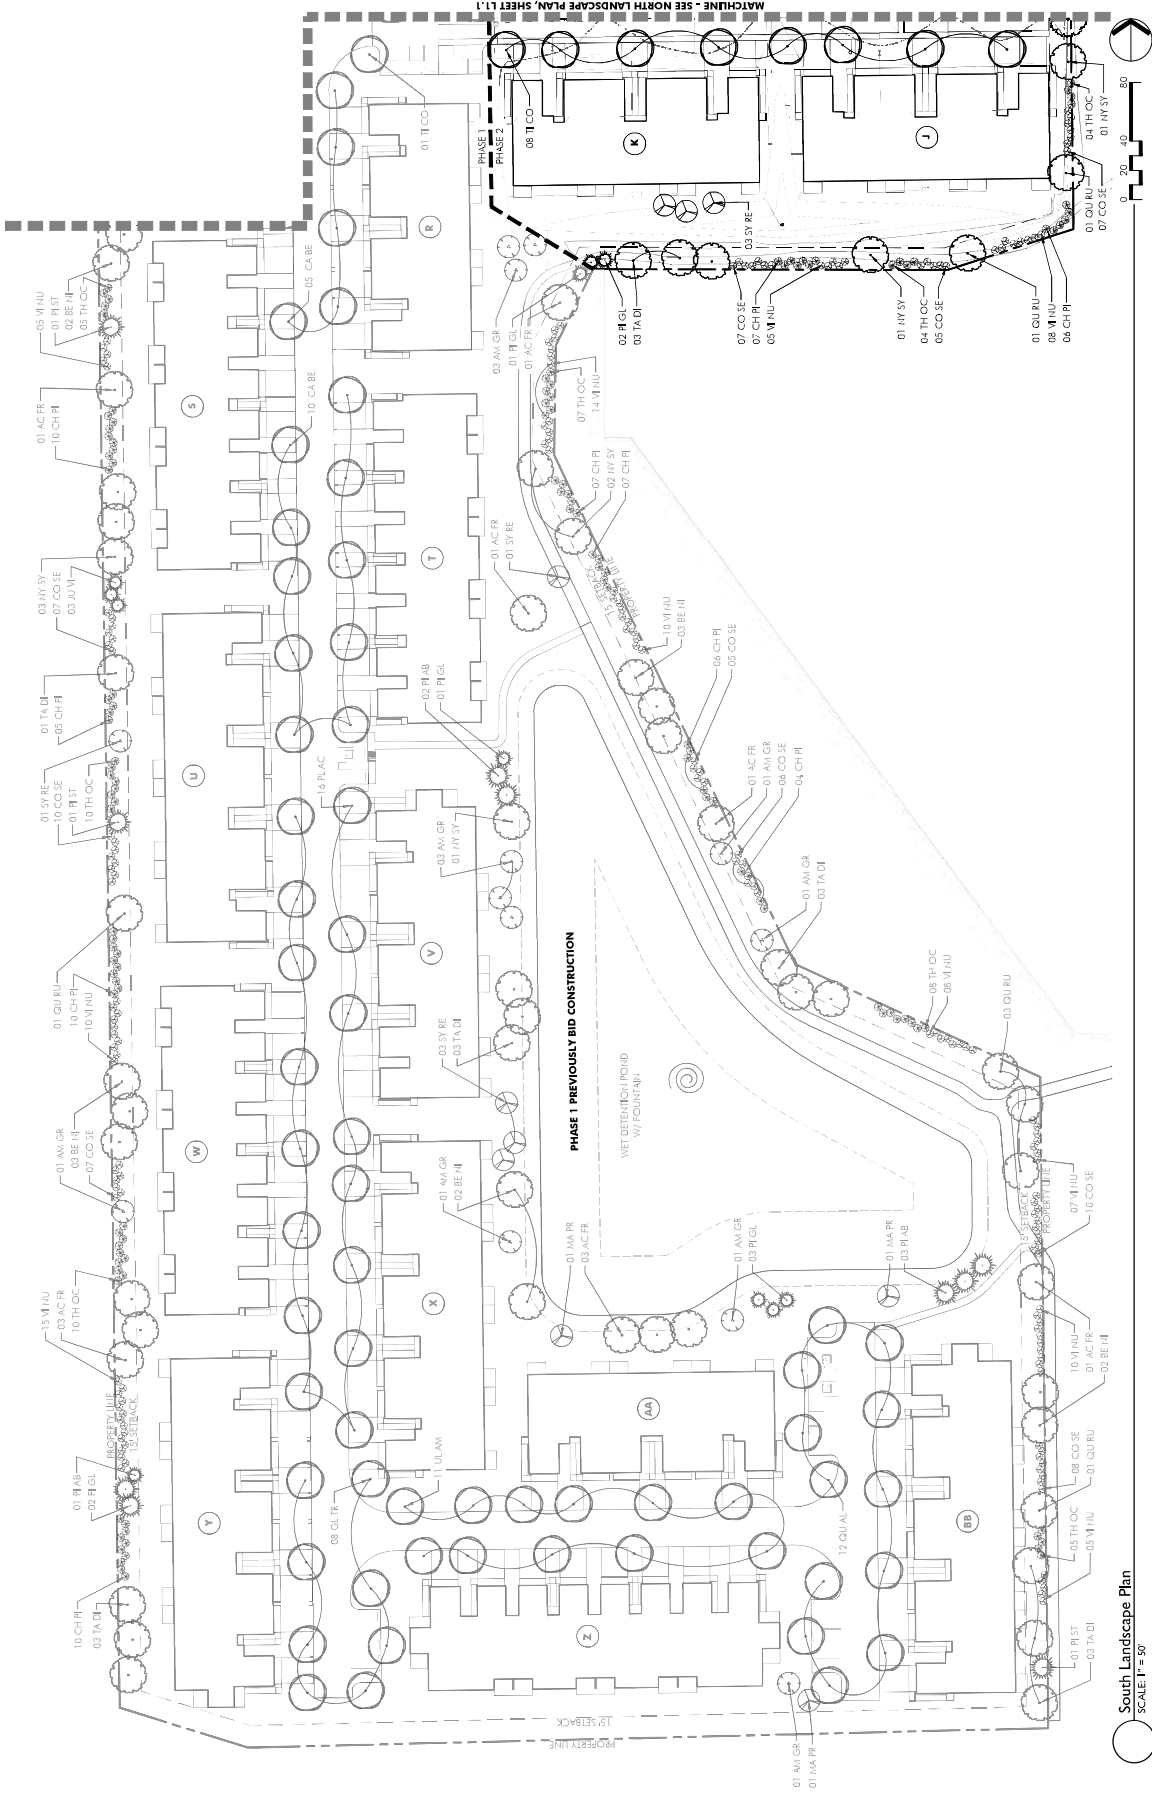 MATCHLINE - SEE NORTH LANDSCAPE PLAN, SHEET L1.1
01 TI CO
PHASE 1
PHASE 2
08 TI CO
K
J
04 TH OC
01 NY SY
0 20 40 80
01 QU RU
07 CO SE
03 SY RE
R
05 CA BE
05 VI NU
01 PI ST
02 BE NI
05 TH OC
03 AM GR
01 PI GL
01 AC FR
02 PI GL
03 TA DI
07 CO SE
07 CH PI
05 VI NU
01 NY SY
04 TH OC
05 CO SE
01 QU RU
08 VI NU
06 CH PI
01 AC FR
10 CH PI
S
10 CA BE
07 TH OC
14 VI NU
07 CH PI
02 NY SY
07 CH PI
T
01 AC FR
01 SY RE
15' SETBACK
PROPERTY LINE
03 NY SY
07 CO SE
03 JU VI
10 VI NU
03 BE NI
06 CH PI
05 CO SE
01 TA DI
05 CH PI
02 PI AB
01 PI GL
U
16 PL AC
01 SY RE
10 CO SE
01 PI ST
10 TH OC
01 AC FR
01 AM GR
06 CO SE
04 CH PI
03 AM GR
01 NY SY
01 AM GR
03 TA DI
V
PHASE 1 PREVIOUSLY BID CONSTRUCTION
01 QU RU
10 CH PI
10 VI NU
08 TH OC
08 VI NU
03 QU RU
03 SY RE
03 TA DI
WET DETENTION POND
W/ FOUNTAIN
W
01 AM GR
03 BE NI
07 CO SE
01 AM GR
02 BE NI
15' SETBACK
PROPERTY LINE
07 VI NU
10 CO SE
01 MA PR
03 AC FR
01 AM GR
03 PI GL
01 MA PR
03 PI AB
X
15 VI NU
03 AC FR
10 TH OC
10 VI NU
01 AC FR
02 BE NI
AA
PROPERTY LINE
15' SETBACK
11 UL AM
08 GL TR
01 PI AB
02 PI GL
08 CO SE
01 QU RU
Y
BB
12 QU AL
05 TH OC
05 VI NU
10 CH PI
03 TA DI
Z
01 PI ST
03 TA DI
15' SETBACK
PROPERTY LINE
01 AM GR
01 MA PR
South Landscape Plan
SCALE: 1" = 50'